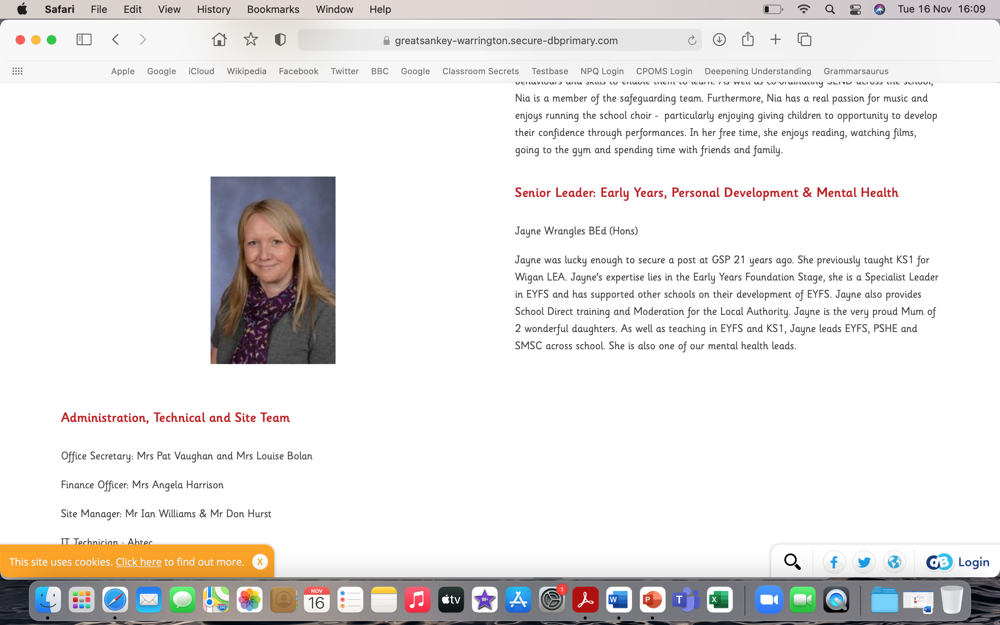 Safari File Edit View History Bookmarks Window Help Tue 16 Nov 16:09
greatsankey-warrington.secure-dbprimary.com
Apple Google iCloud Wikipedia Facebook Twitter BBC Google Classroom Secrets Testbase NPQ Login CPOMS Login Deepening Understanding Grammarsaurus
behaviours and skills to enable them to learn. As well as co-ordinating SEND across the school,
Nia is a member of the safeguarding team. Furthermore, Nia has a real passion for music and
enjoys running the school choir - particularly enjoying giving children to opportunity to develop
their confidence through performances. In her free time, she enjoys reading, watching films,
going to the gym and spending time with friends and family.
Senior Leader: Early Years, Personal Development & Mental Health
Jayne Wrangles BEd (Hons)
Jayne was lucky enough to secure a post at GSP 21 years ago. She previously taught KS1 for
Wigan LEA. Jayne's expertise lies in the Early Years Foundation Stage, she is a Specialist Leader
in EYFS and has supported other schools on their development of EYFS. Jayne also provides
School Direct training and Moderation for the Local Authority. Jayne is the very proud Mum of
2 wonderful daughters. As well as teaching in EYFS and KS1, Jayne leads EYFS, PSHE and
SMSC across school. She is also one of our mental health leads.
Administration, Technical and Site Team
Office Secretary: Mrs Pat Vaughan and Mrs Louise Bolan
Finance Officer: Mrs Angela Harrison
Site Manager: Mr Ian Williams & Mr Don Hurst
IT Technician : Abtec
This site uses cookies. Click here to find out more. X
dB Login
NOV
16
tv
1
W
P
T
X
280